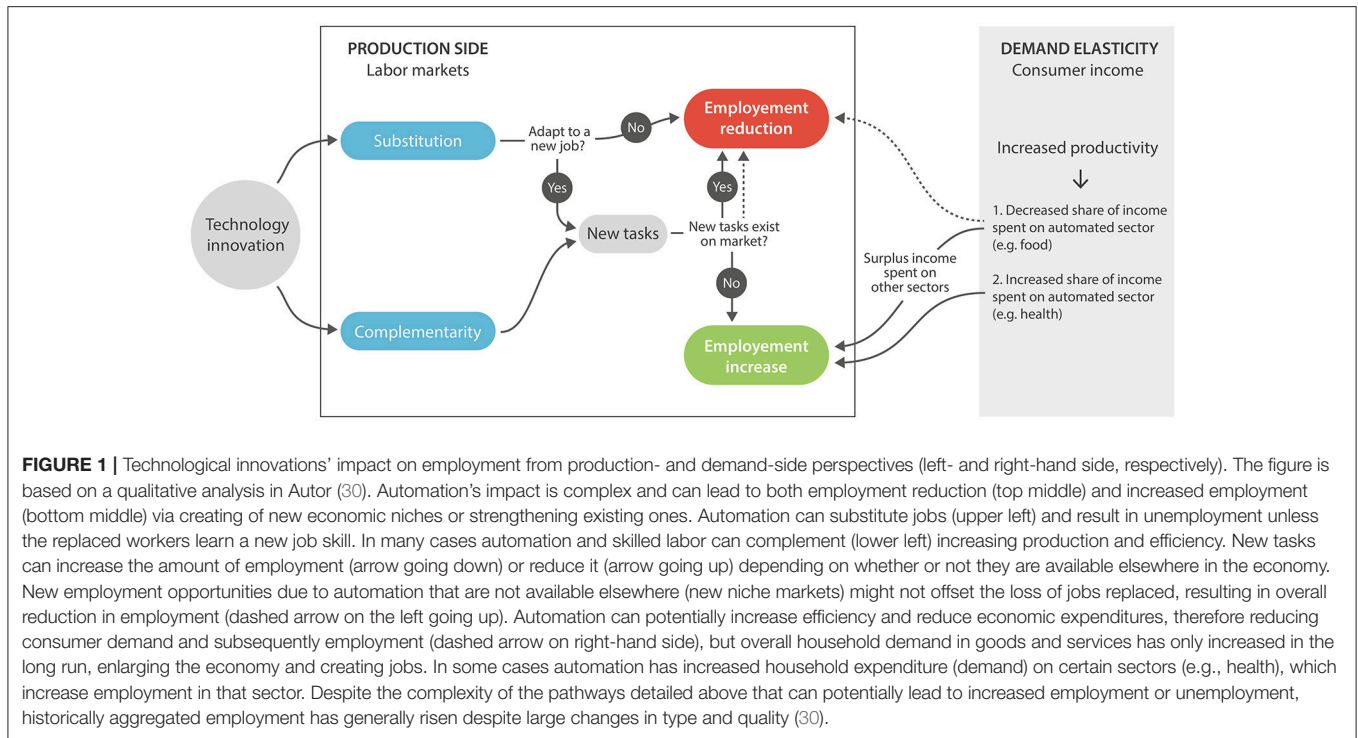 PRODUCTION SIDE
Labor markets
DEMAND ELASTICITY
Consumer income
Technology
innovation
Substitution
Adapt to a
new job?
No
Employement
reduction
Yes
New tasks
Yes
New tasks exist
on market?
No
Complementarity
Employement
increase
Surplus income
spent on
other sectors
Increased productivity
1. Decreased share of income
spent on automated sector
(e.g. food)
2. Increased share of income
spent on automated sector
(e.g. health)
FIGURE 1 | Technological innovations' impact on employment from production- and demand-side perspectives (left- and right-hand side, respectively). The figure is
based on a qualitative analysis in Autor (30). Automation's impact is complex and can lead to both employment reduction (top middle) and increased employment
(bottom middle) via creating of new economic niches or strengthening existing ones. Automation can substitute jobs (upper left) and result in unemployment unless
the replaced workers learn a new job skill. In many cases automation and skilled labor can complement (lower left) increasing production and efficiency. New tasks
can increase the amount of employment (arrow going down) or reduce it (arrow going up) depending on whether or not they are available elsewhere in the economy.
New employment opportunities due to automation that are not available elsewhere (new niche markets) might not offset the loss of jobs replaced, resulting in overall
reduction in employment (dashed arrow on the left going up). Automation can potentially increase efficiency and reduce economic expenditures, therefore reducing
consumer demand and subsequently employment (dashed arrow on right-hand side), but overall household demand in goods and services has only increased in the
long run, enlarging the economy and creating jobs. In some cases automation has increased household expenditure (demand) on certain sectors (e.g., health), which
increase employment in that sector. Despite the complexity of the pathways detailed above that can potentially lead to increased employment or unemployment,
historically aggregated employment has generally risen despite large changes in type and quality (30).